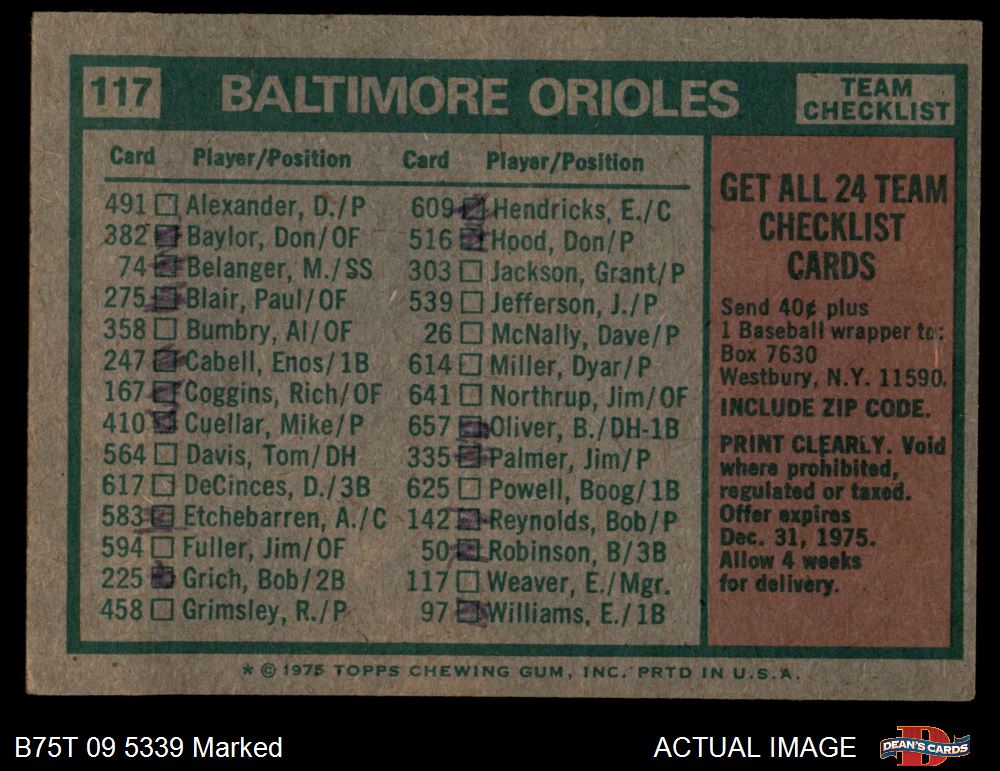 117 BALTIMORE ORIOLES TEAM CHECKLIST
Card Player/Position Card Player/Position
491 Alexander, D./P
382 Baylor, Don/OF
74 Belanger, M./SS
275 Blair, Paul/OF
358 Bumbry, Al/OF
247 Cabell, Enos/1B
167 Coggins, Rich/OF
410 Cuellar, Mike/P
564 Davis, Tom/DH
617 DeCinces, D./3B
583 Etchebarren, A./C
594 Fuller, Jim/OF
225 Grich, Bob/2B
458 Grimsley, R./P
609 Hendricks, E./C
516 Hood, Don/P
303 Jackson, Grant/P
539 Jefferson, J./P
26 McNally, Dave/P
614 Miller, Dyar/P
641 Northrup, Jim/OF
657 Oliver, B./DH-1B
335 Palmer, Jim/P
625 Powell, Boog/1B
142 Reynolds, Bob/P
50 Robinson, B/3B
117 Weaver, E./Mgr.
97 Williams, E./1B
GET ALL 24 TEAM
CHECKLIST
CARDS
Send 40¢ plus
1 Baseball wrapper to:
Box 7630
Westbury, N.Y. 11590.
INCLUDE ZIP CODE.
PRINT CLEARLY. Void
where prohibited,
regulated or taxed.
Offer expires
Dec. 31, 1975.
Allow 4 weeks
for delivery.
* © 1975 TOPPS CHEWING GUM, INC. PRTD IN U.S.A.
B75T 09 5339 Marked
ACTUAL IMAGE
DEAN'S CARDS